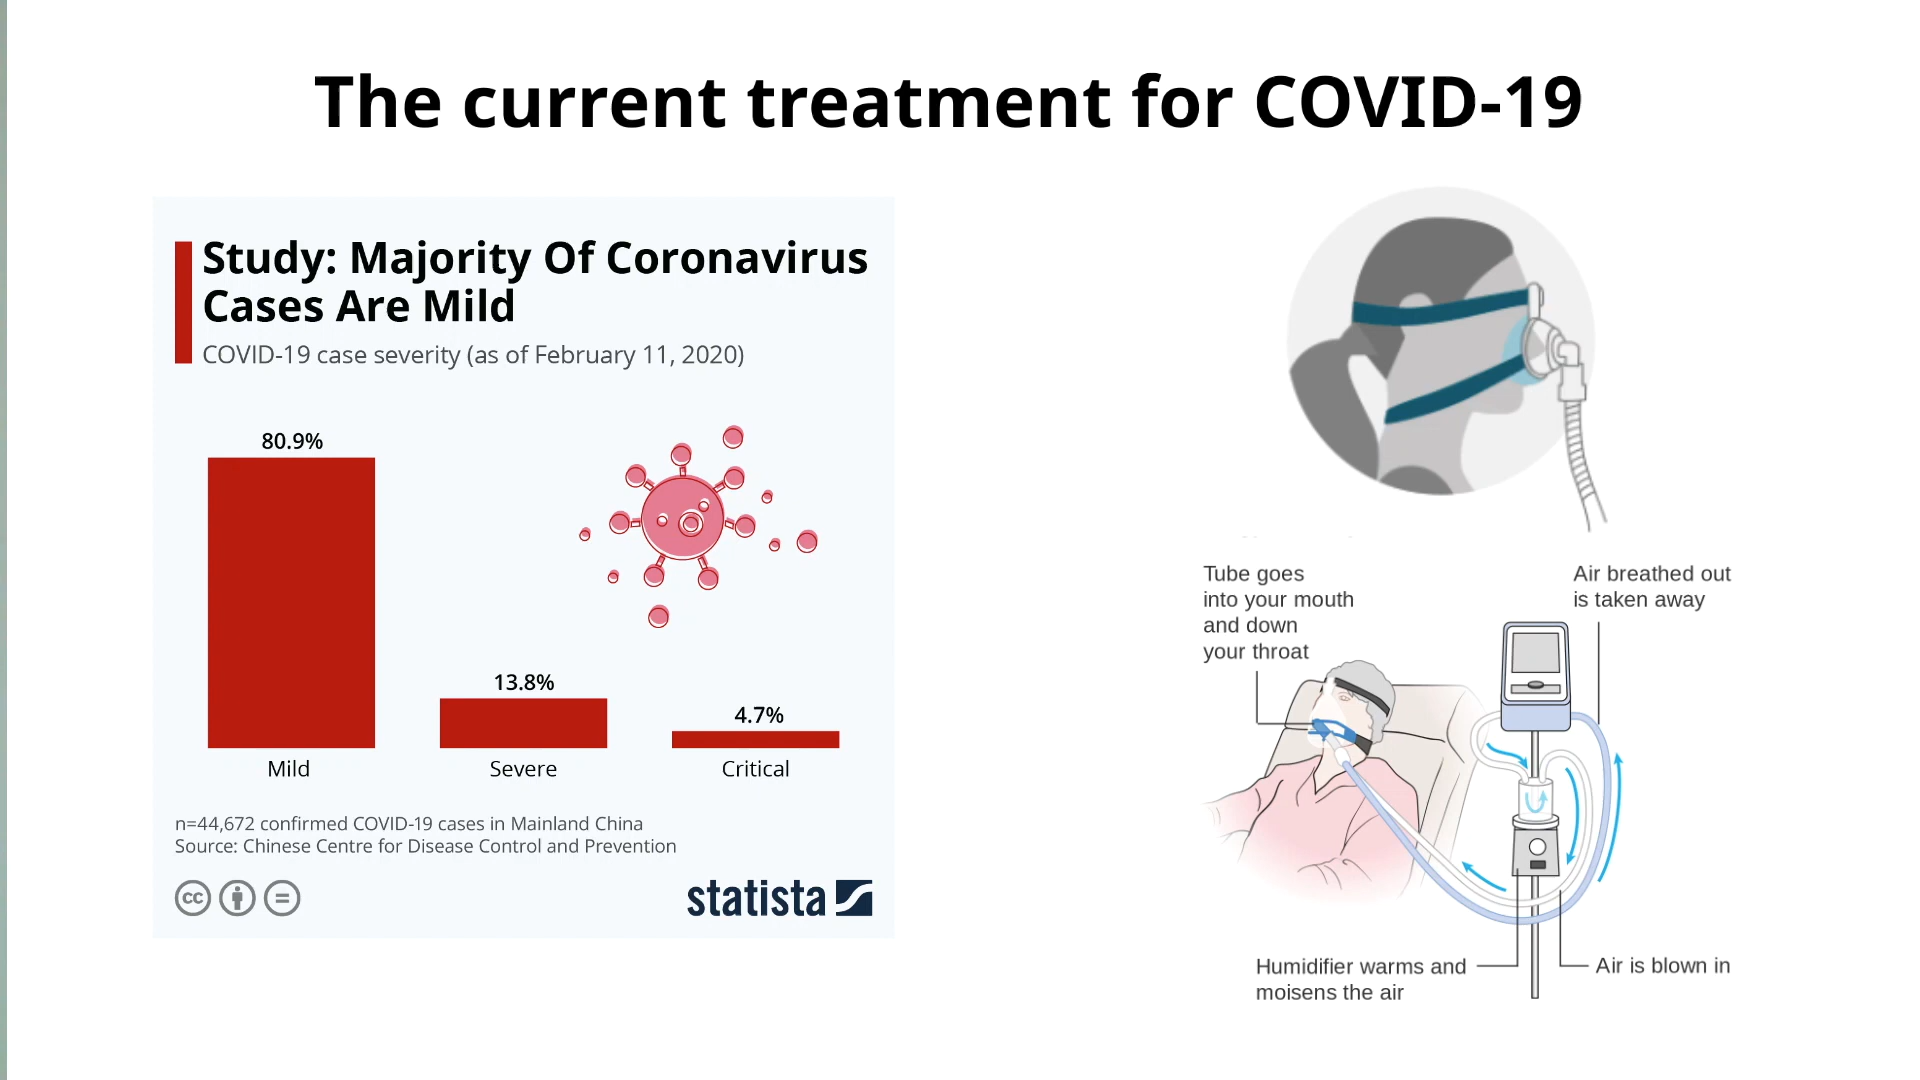 The current treatment for COVID-19
Study: Majority Of Coronavirus
Cases Are Mild
COVID-19 case severity (as of February 11, 2020)
80.9%
13.8%
4.7%
Mild
Severe
Critical
n=44,672 confirmed COVID-19 cases in Mainland China
Source: Chinese Centre for Disease Control and Prevention
cc
statista
Tube goes
into your mouth
and down
your throat
Air breathed out
is taken away
Humidifier warms and
moisens the air
Air is blown in